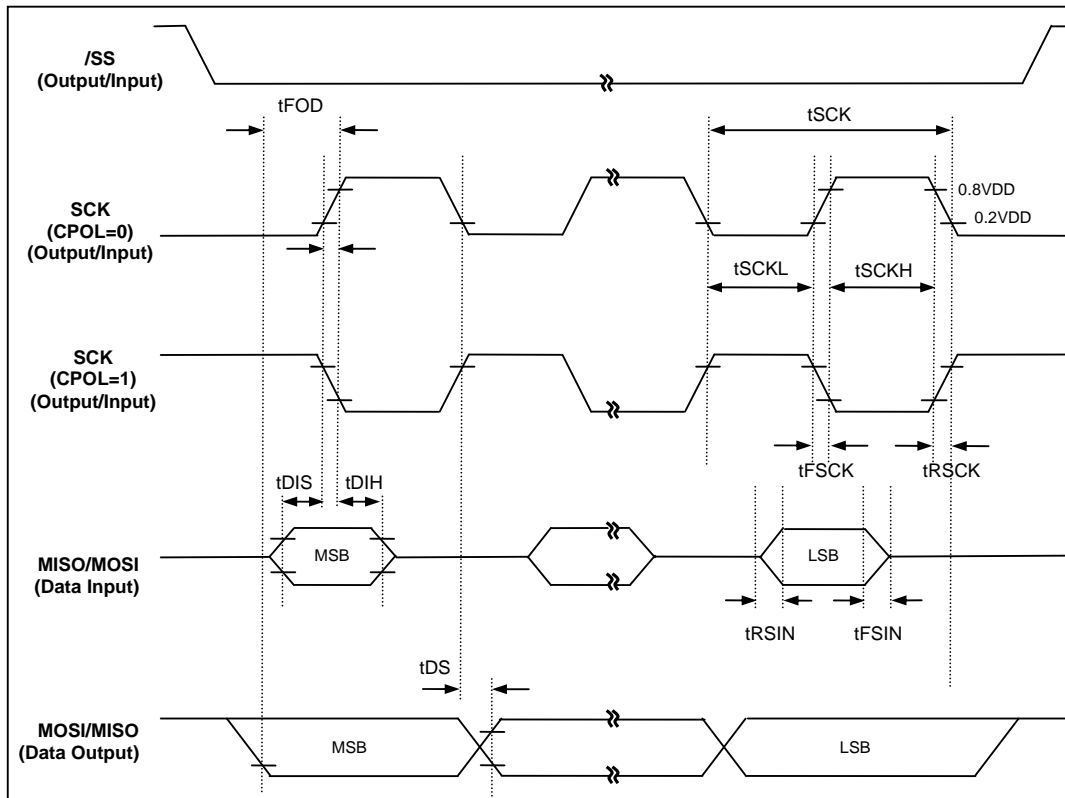 /SS
(Output/Input)
tFOD
tSCK
SCK
(CPOL=0)
(Output/Input)
0.8VDD
0.2VDD
tSCKL
tSCKH
SCK
(CPOL=1)
(Output/Input)
tFSCK
tRSCK
tDIS
tDIH
MISO/MOSI
(Data Input)
MSB
LSB
tRSIN
tFSIN
tDS
MOSI/MISO
(Data Output)
MSB
LSB